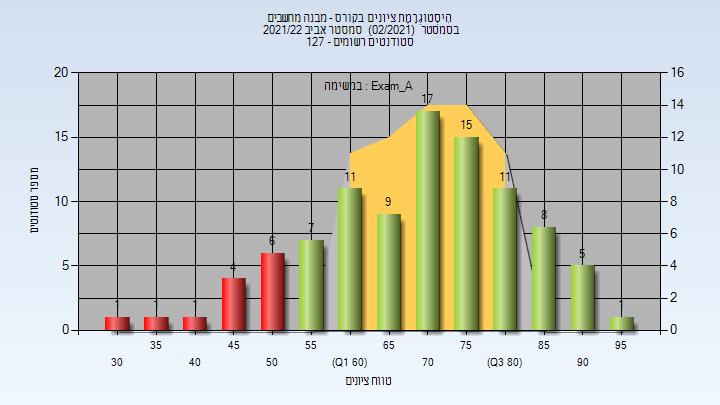 היסטוגרמת ציונים בקורס - מבנה מחשבים
בסמסטר (02/2021) סמסטר אביב 2021/22
סטודנטים רשומים - 127
במשימה : Exam_A
מספר סטודנטים
20 15 10 5 0
16 14 12 10 8 6 4 2 0
1 1 1 4 6 7 11 9 17 15 11 8 5 1
35 45 55 65 75 85 95
30 40 50 (Q1 60) 70 (Q3 80) 90
טווח ציונים